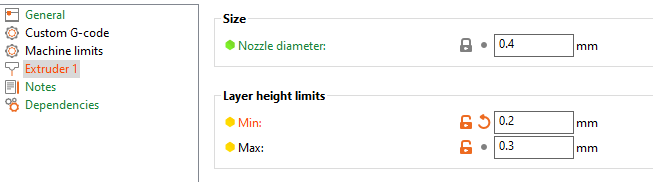 General
Custom G-code
Machine limits
Extruder 1
Notes
Dependencies
Size
Nozzle diameter: 0.4 mm
Layer height limits
Min: 0.2 mm
Max: 0.3 mm